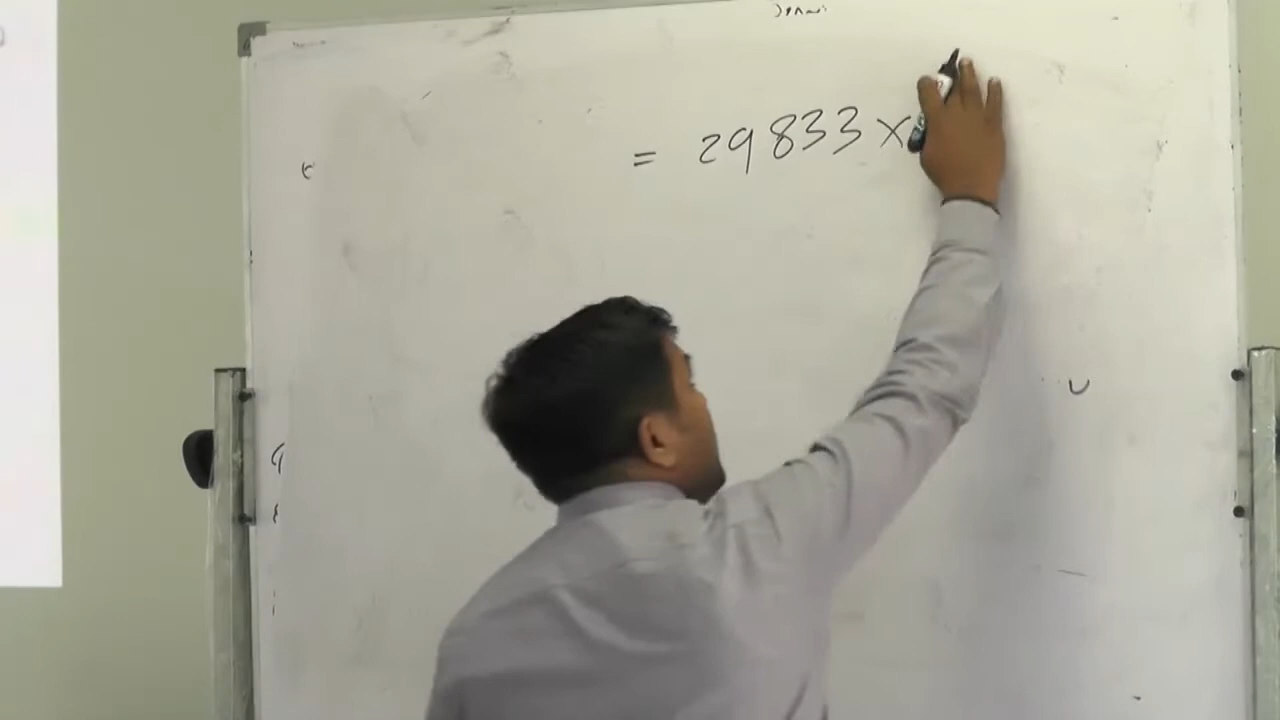 = 29833 ×